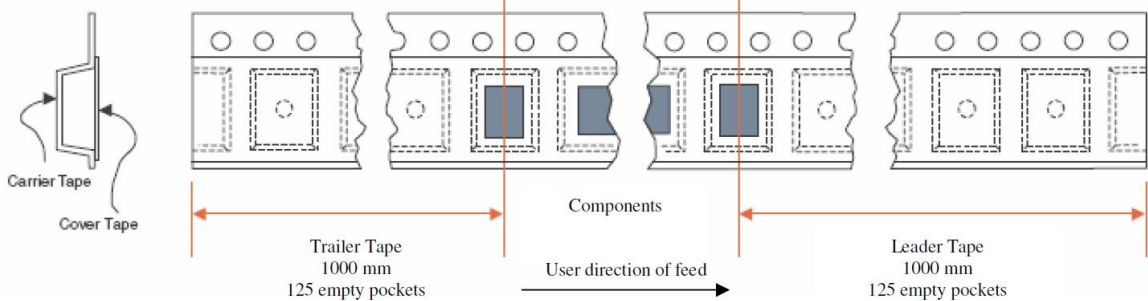 Carrier Tape
Cover Tape
Components
Trailer Tape
1000 mm
125 empty pockets
User direction of feed
Leader Tape
1000 mm
125 empty pockets